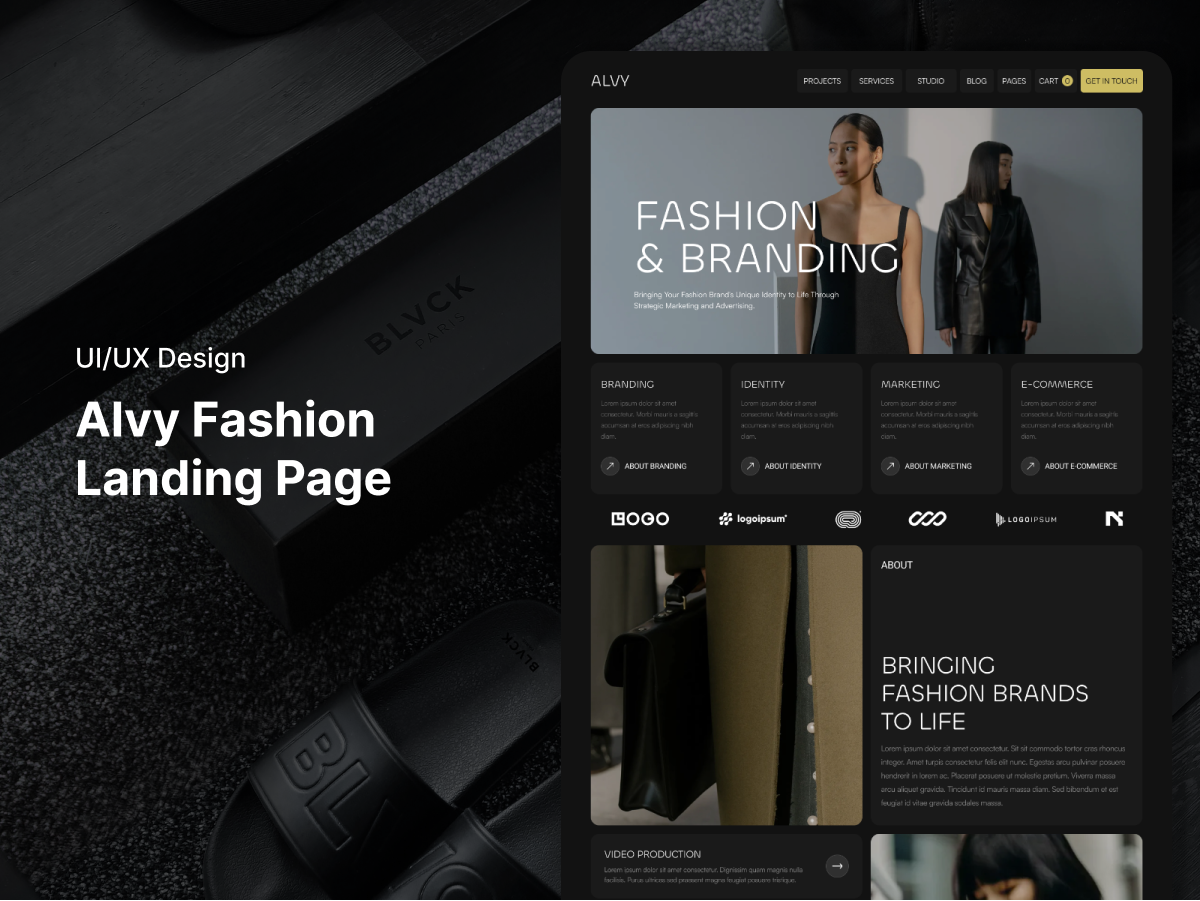 UI/UX Design
Alvy Fashion
Landing Page
BLVCK
PARIS
BLVCK
BL
ALVY
PROJECTS
SERVICES
STUDIO
BLOG
PAGES
CART 0
GET IN TOUCH
FASHION
& BRANDING
Bringing Your Fashion Brand's Unique Identity to Life Through
Strategic Marketing and Advertising.
BRANDING
Lorem ipsum dolor sit amet
consectetur. Morbi mauris a sagittis
accumsan at eros adipiscing nibh
diam.
ABOUT BRANDING
IDENTITY
Lorem ipsum dolor sit amet
consectetur. Morbi mauris a sagittis
accumsan at eros adipiscing nibh
diam.
ABOUT IDENTITY
MARKETING
Lorem ipsum dolor sit amet
consectetur. Morbi mauris a sagittis
accumsan at eros adipiscing nibh
diam.
ABOUT MARKETING
E-COMMERCE
Lorem ipsum dolor sit amet
consectetur. Morbi mauris a sagittis
accumsan at eros adipiscing nibh
diam.
ABOUT E-COMMERCE
LOGO
logoipsum
LOGOIPSUM
ABOUT
BRINGING
FASHION BRANDS
TO LIFE
Lorem ipsum dolor sit amet consectetur. Sit sit commodo tortor cras rhoncus
integer. Amet turpis consectetur felis elit nunc. Egestas arcu pulvinar posuere
hendrerit in lorem ac. Placerat posuere ut molestie pretium. Viverra massa
arcu aliquet gravida. Tincidunt id mauris massa diam. Sed bibendum et est
feugiat id vitae gravida sodales massa.
VIDEO PRODUCTION
Lorem ipsum dolor sit amet consectetur. Dignissim quam magnis nulla
facilisis. Purus ultrices sed praesent magna feugiat posuere tristique.